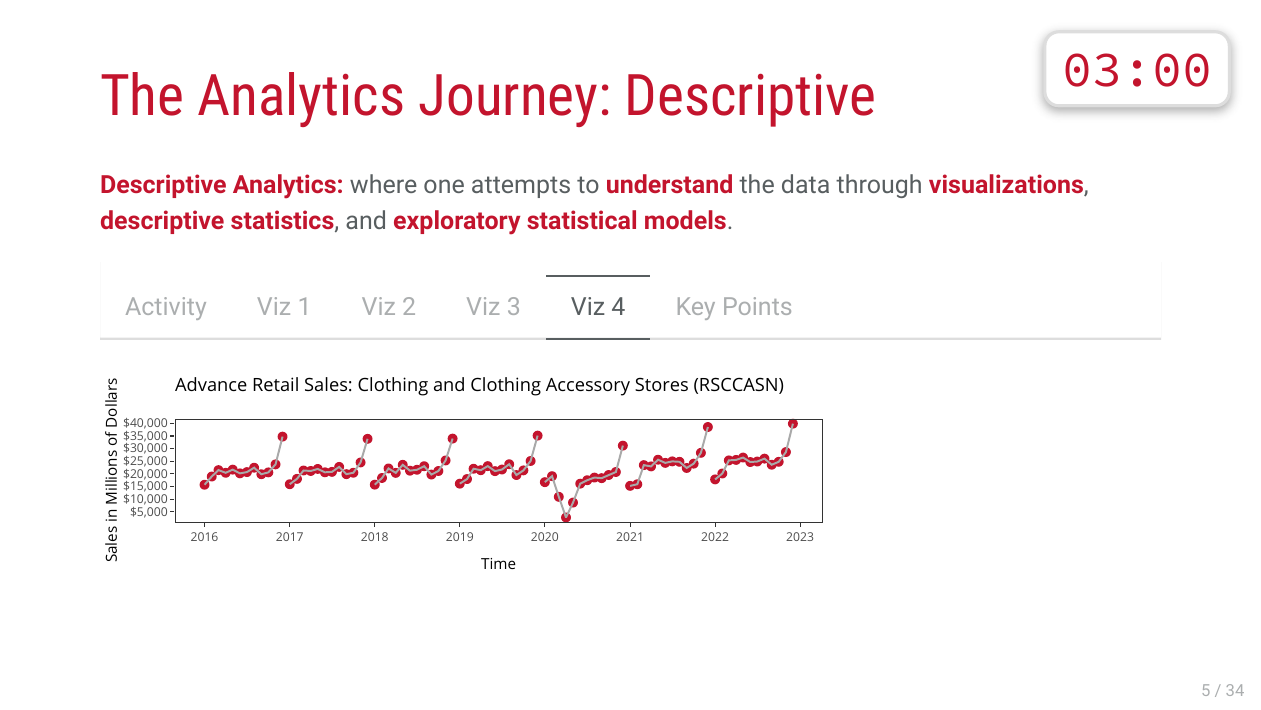 The Analytics Journey: Descriptive
03:00
Descriptive Analytics: where one attempts to understand the data through visualizations,
descriptive statistics, and exploratory statistical models.
Activity Viz 1 Viz 2 Viz 3 Viz 4 Key Points
Advance Retail Sales: Clothing and Clothing Accessory Stores (RSCCASN)
Sales in Millions of Dollars
$40,000
$35,000
$30,000
$25,000
$20,000
$15,000
$10,000
$5,000
2016 2017 2018 2019 2020 2021 2022 2023
Time
5 / 34